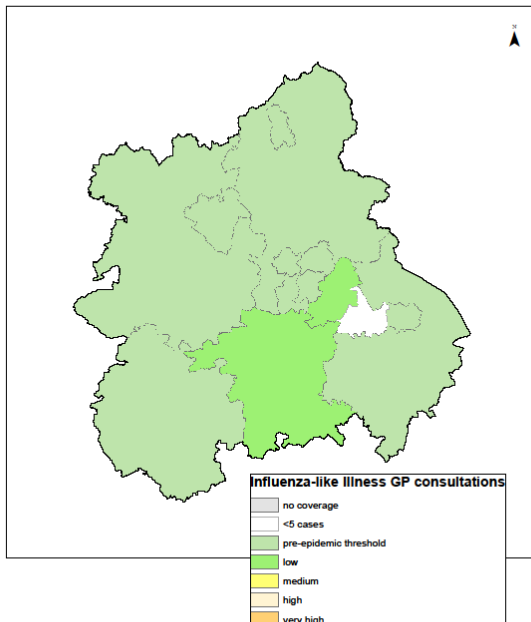 N
Influenza-like Illness GP consultations
no coverage
<5 cases
pre-epidemic threshold
low
medium
high
very high